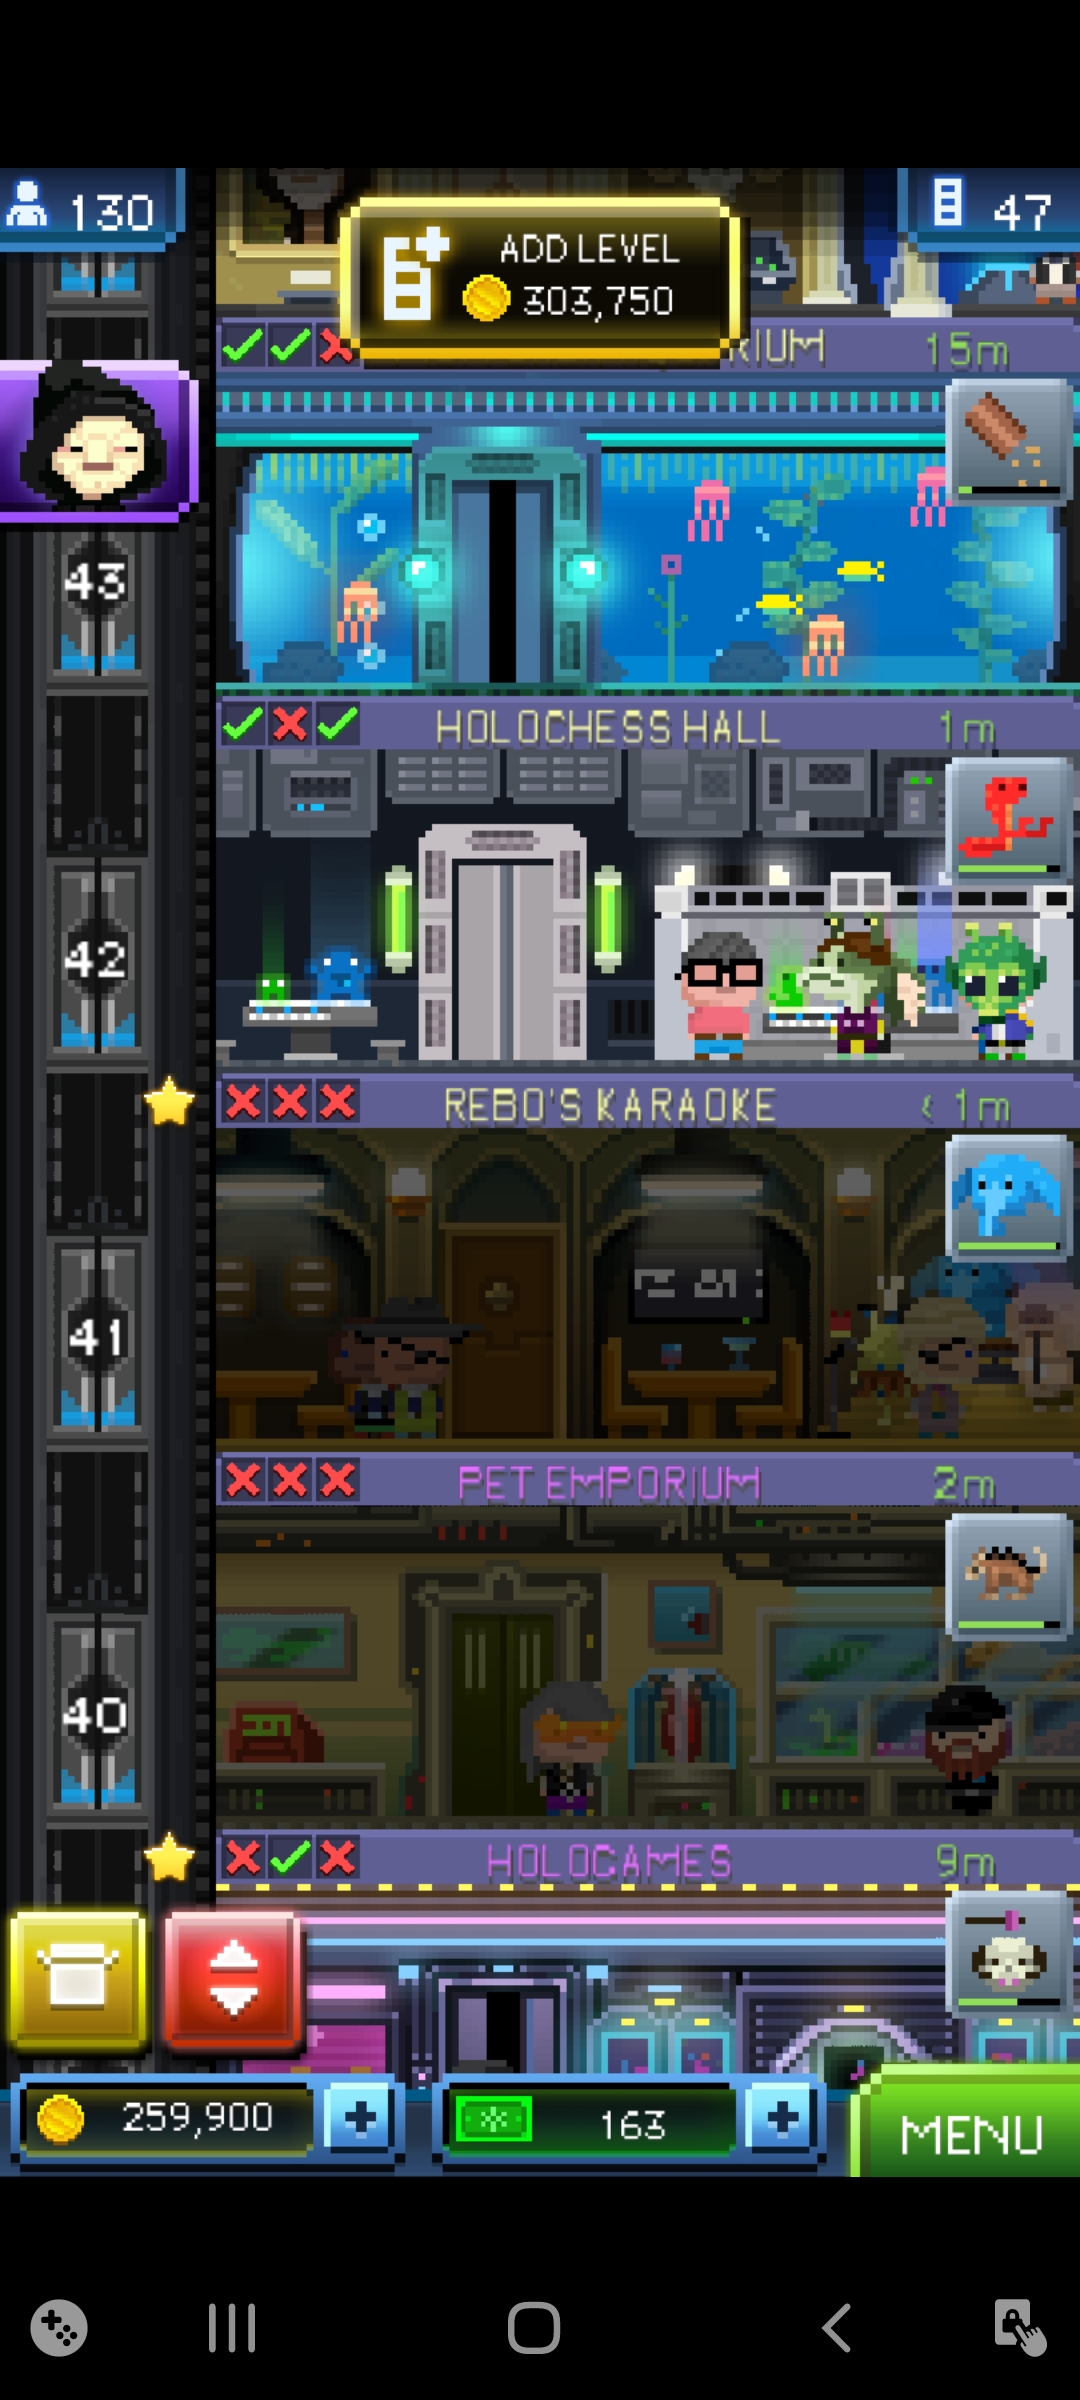 130
47
ADD LEVEL
303,750
RIUM 15m
43
HOLOCHESS HALL 1m
42
REBO'S KARAOKE < 1m
41
PET EMPORIUM 2m
40
HOLOGAMES 9m
259,900
163
MENU